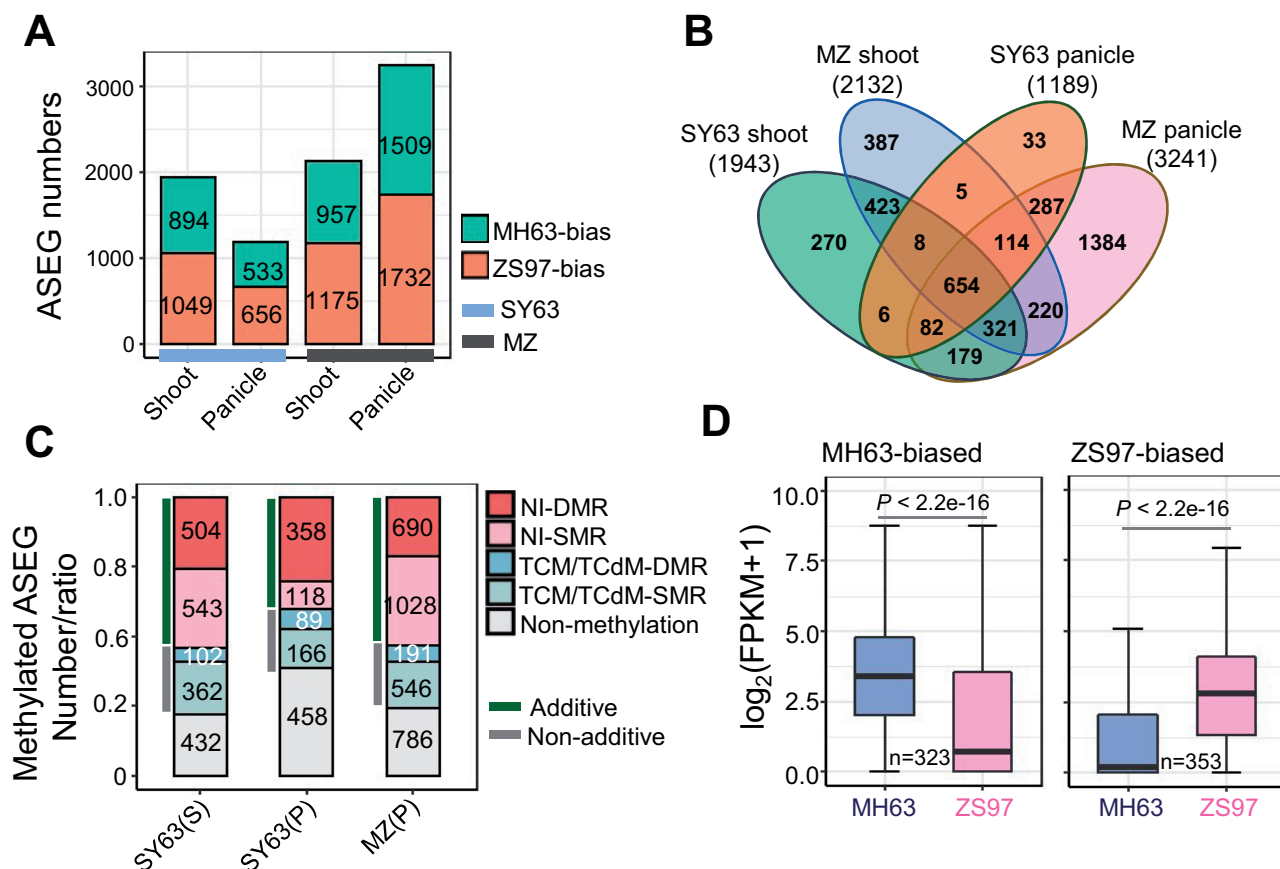 A
ASEG numbers
3000
2000
1000
0
894
1049
533
656
957
1175
1509
1732
Shoot
Panicle
Shoot
Panicle
MH63-bias
ZS97-bias
SY63
MZ
B
MZ shoot
(2132)
SY63 panicle
(1189)
SY63 shoot
(1943)
MZ panicle
(3241)
387
33
423
5
287
270
8
114
1384
654
6
82
321
220
179
C
Methylated ASEG
Number/ratio
1.0
0.8
0.6
0.2
0
504
543
102
362
432
358
118
89
166
458
690
1028
191
546
786
SY63(S)
SY63(P)
MZ(P)
NI-DMR
NI-SMR
TCM/TCdM-DMR
TCM/TCdM-SMR
Non-methylation
Additive
Non-additive
D
MH63-biased
ZS97-biased
log2(FPKM+1)
10.0
7.5
5.0
2.5
0.0
P < 2.2e-16
P < 2.2e-16
n=323
n=353
MH63
ZS97
MH63
ZS97